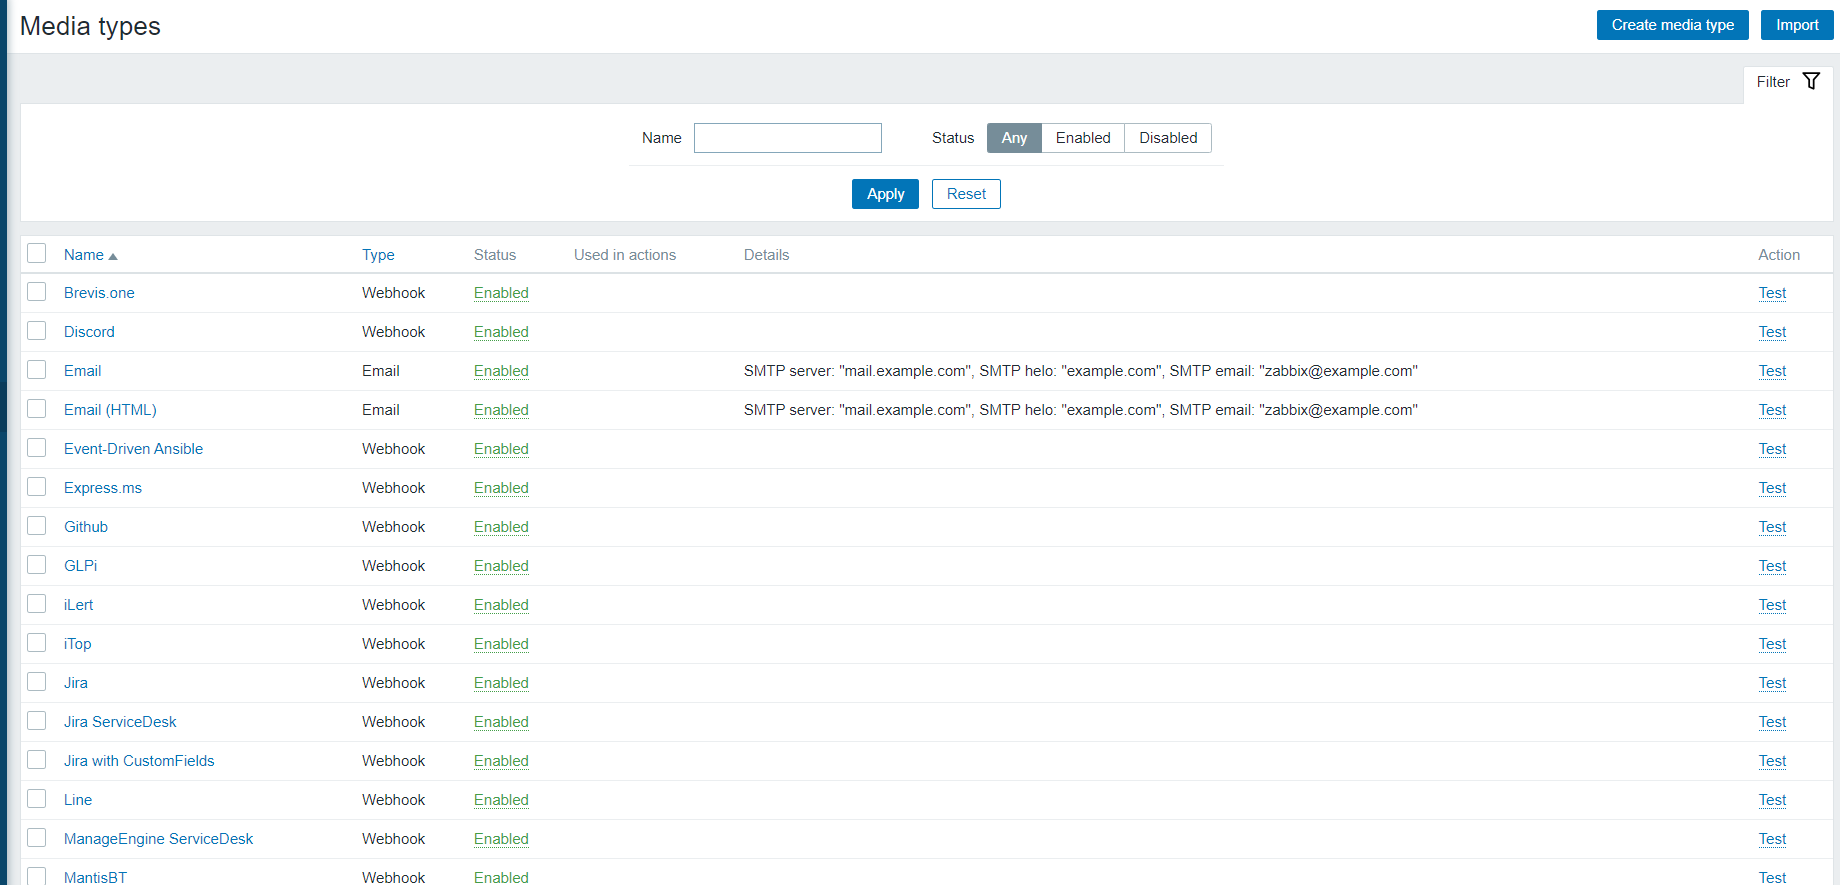 Media types
Create media type Import
Filter
Name Status Any Enabled Disabled
Apply Reset
Name Type Status Used in actions Details Action
Brevis.one Webhook Enabled Test
Discord Webhook Enabled Test
Email Email Enabled SMTP server: "mail.example.com", SMTP helo: "example.com", SMTP email: "zabbix@example.com" Test
Email (HTML) Email Enabled SMTP server: "mail.example.com", SMTP helo: "example.com", SMTP email: "zabbix@example.com" Test
Event-Driven Ansible Webhook Enabled Test
Express.ms Webhook Enabled Test
Github Webhook Enabled Test
GLPi Webhook Enabled Test
iLert Webhook Enabled Test
iTop Webhook Enabled Test
Jira Webhook Enabled Test
Jira ServiceDesk Webhook Enabled Test
Jira with CustomFields Webhook Enabled Test
Line Webhook Enabled Test
ManageEngine ServiceDesk Webhook Enabled Test
MantisBT Webhook Enabled Test